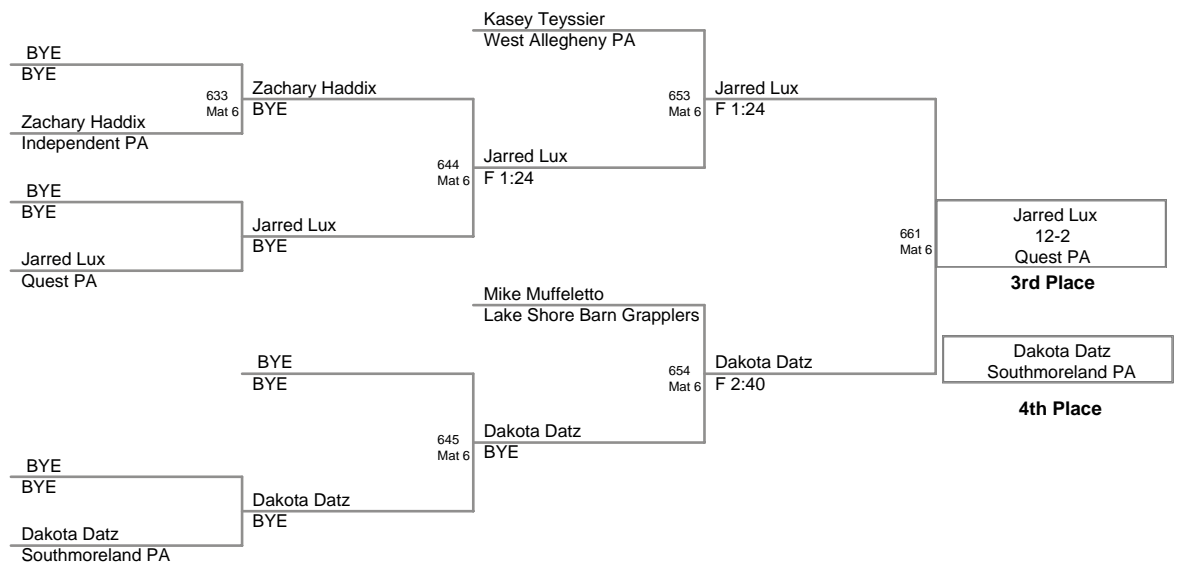 Kasey Teyssier
West Allegheny PA
BYE
BYE
633
Mat 6
Zachary Haddix
BYE
653
Mat 6
Jarred Lux
F 1:24
Zachary Haddix
Independent PA
644
Mat 6
Jarred Lux
F 1:24
BYE
BYE
Jarred Lux
BYE
Jarred Lux
Quest PA
661
Mat 6
Jarred Lux
12-2
Quest PA
3rd Place
Mike Muffeletto
Lake Shore Barn Grapplers
BYE
BYE
654
Mat 6
Dakota Datz
F 2:40
Dakota Datz
Southmoreland PA
4th Place
645
Mat 6
Dakota Datz
BYE
BYE
BYE
Dakota Datz
BYE
Dakota Datz
Southmoreland PA